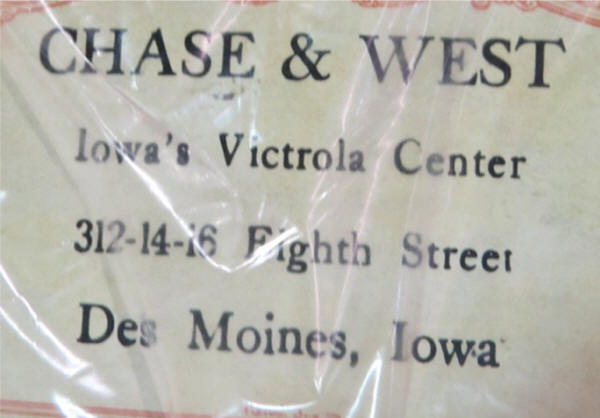 CHASE & WEST
Iowa's Victrola Center
312-14-16 Eighth Street
Des Moines, Iowa